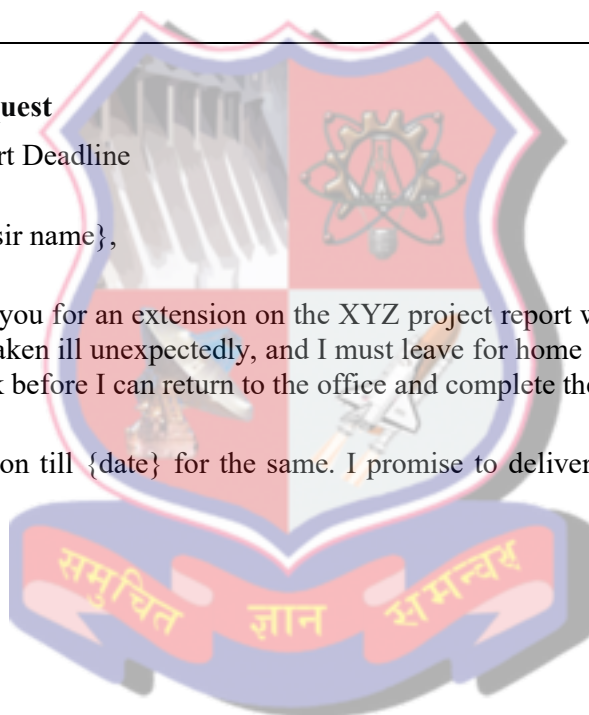 uest
rt Deadline
sir name},
you for an extension on the XYZ project report w
aken ill unexpectedly, and I must leave for home
before I can return to the office and complete the
on till {date} for the same. I promise to deliver
समुचित ज्ञान समन्वय